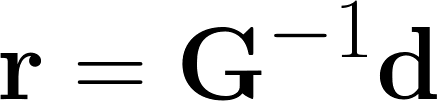 r = G⁻¹d